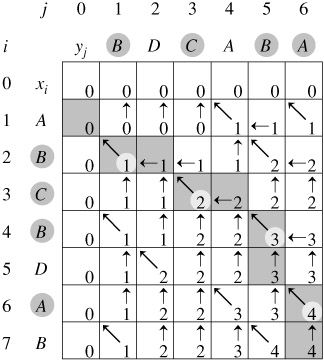 j 0 1 2 3 4 5 6
i yj B D C A B A
0 xi 0 0 0 0 0 0 0
1 A 0 ↑0 ↑0 ↑0 ↖1 ←1 ↖1
2 B 0 ↖1 ←1 ←1 ↑1 ↖2 ←2
3 C 0 ↑1 ↑1 ↖2 ←2 ↑2 ↑2
4 B 0 ↖1 ↑1 ↑2 ↑2 ↖3 ←3
5 D 0 ↑1 ↖2 ↑2 ↑2 ↑3 ↑3
6 A 0 ↑1 ↑2 ↑2 ↖3 ↑3 ↖4
7 B 0 ↖1 ↑2 ↑2 ↑3 ↖4 ↑4